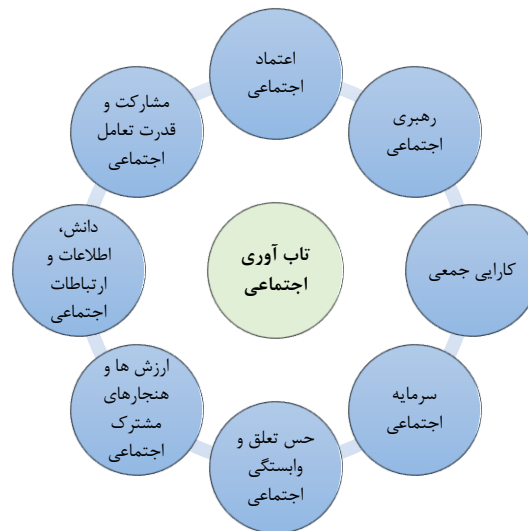 اعتماد
اجتماعی
رهبری
اجتماعی
کارایی جمعی
سرمایه
اجتماعی
حس تعلق و
وابستگی
اجتماعی
ارزش ها و
هنجارهای
مشترک
اجتماعی
دانش،
اطلاعات و
ارتباطات
اجتماعی
مشارکت و
قدرت تعامل
اجتماعی
تاب آوری
اجتماعی